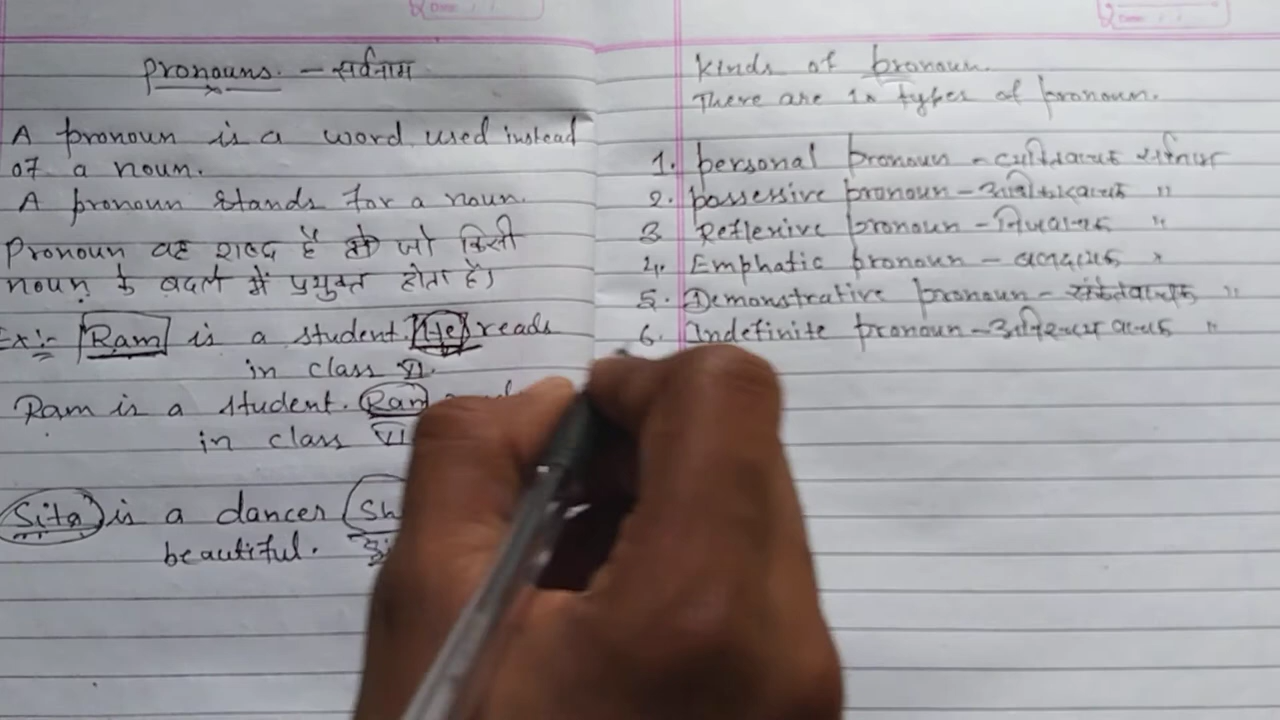 Pronouns. - सर्वनाम
A pronoun is a word used instead
of a noun.
A pronoun stands for a noun.
Pronoun वह शब्द हैं जो किसी
noun के बदले में प्रयुक्त होता है।
Ex:- Ram is a student. He reads
in class VI.
Ram is a student. Ram
in class VI
Sita is a dancer Sh
beautiful.
Kinds of pronoun.
There are 10 types of pronoun.
1. personal pronoun - व्यक्तिवाचक सर्वनाम
2. possessive pronoun - अधिकारवाचक "
3 Reflexive pronoun - निजवाचक "
4. Emphatic pronoun - "
5. Demonstrative pronoun - संकेतवाचक "
6. Indefinite pronoun - अनिश्चय वाचक "